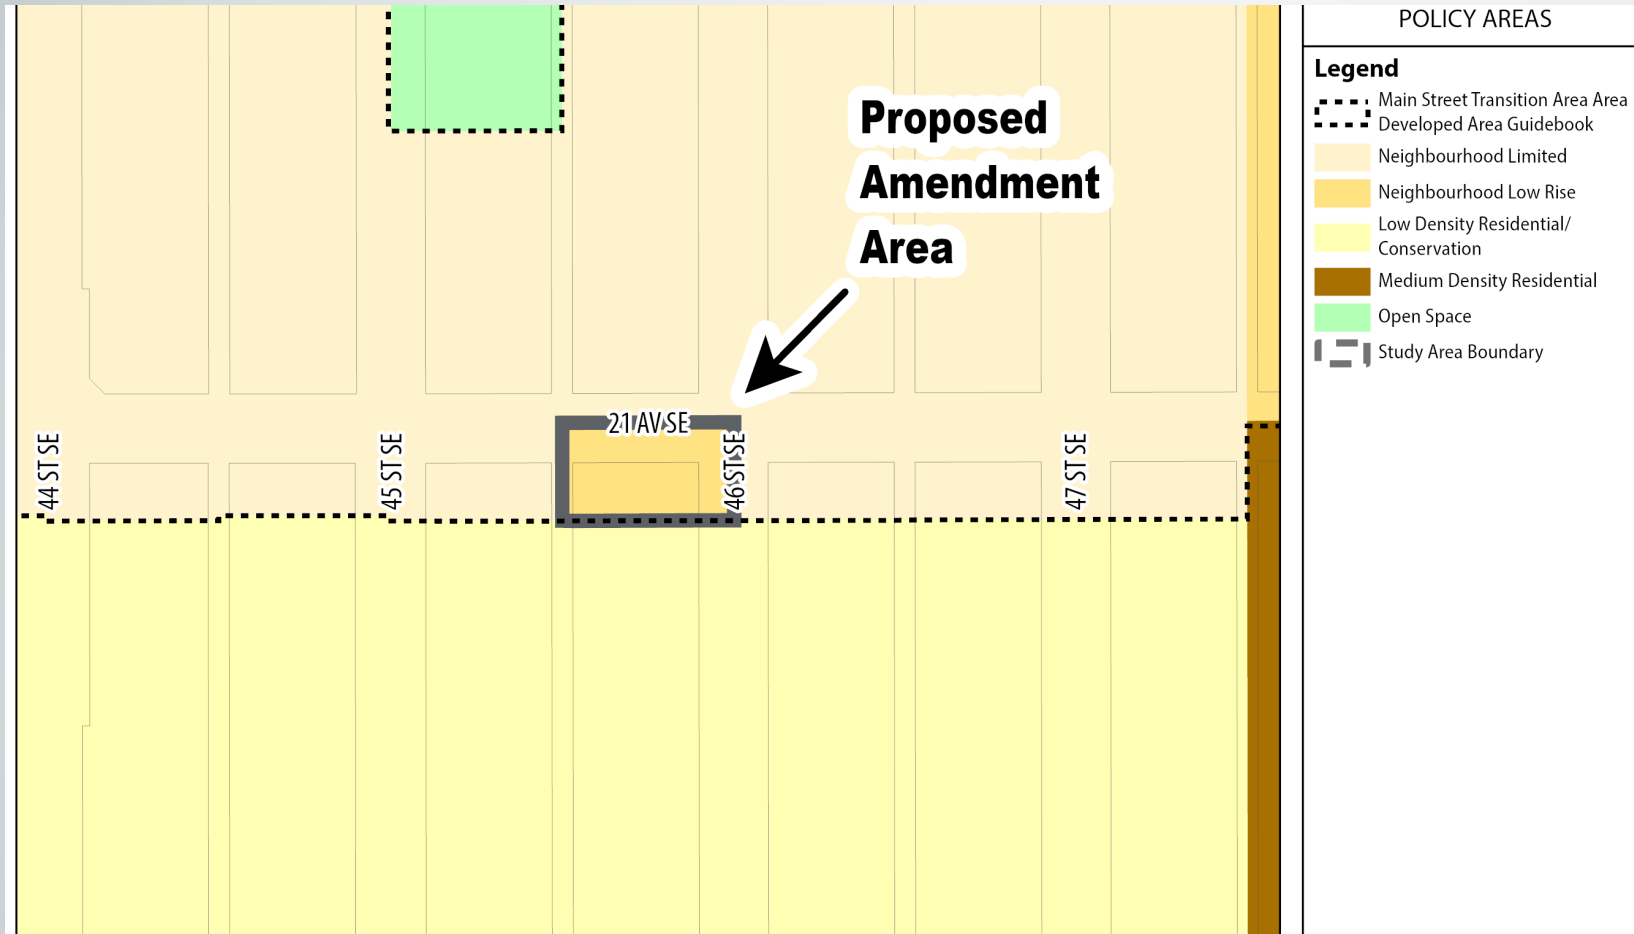 POLICY AREAS
Legend
Main Street Transition Area Area
Developed Area Guidebook
Neighbourhood Limited
Neighbourhood Low Rise
Low Density Residential/
Conservation
Medium Density Residential
Open Space
Study Area Boundary
Proposed
Amendment
Area
21 AV SE
44 ST SE
45 ST SE
46 ST SE
47 ST SE